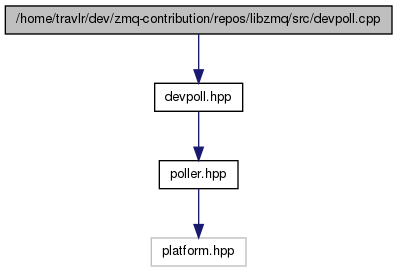 /home/travlr/dev/zmq-contribution/repos/libzmq/src/devpoll.cpp
devpoll.hpp
poller.hpp
platform.hpp